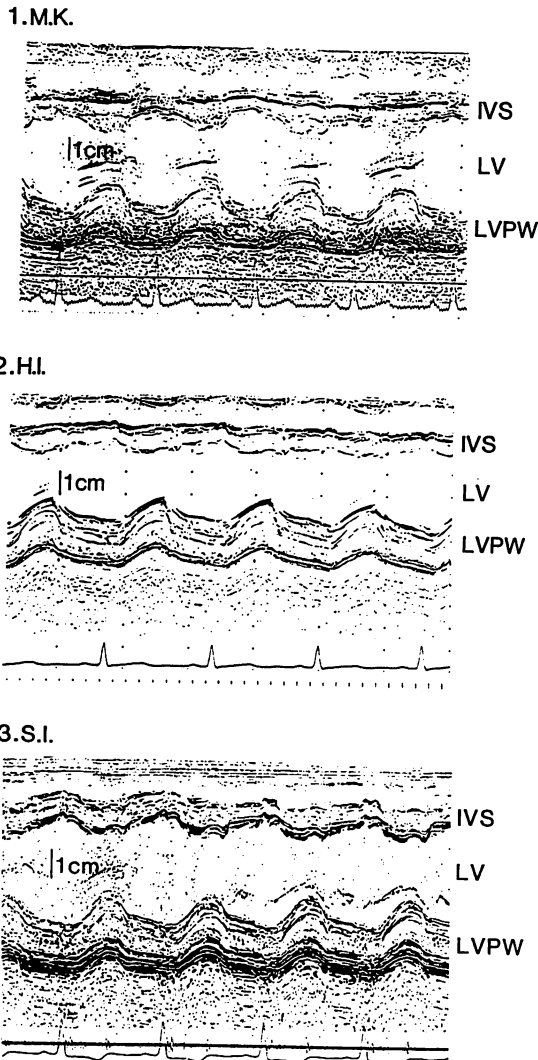 1.M.K.
IVS
1cm
LV
LVPW
2.H.I.
IVS
1cm
LV
LVPW
3.S.I.
IVS
1cm
LV
LVPW